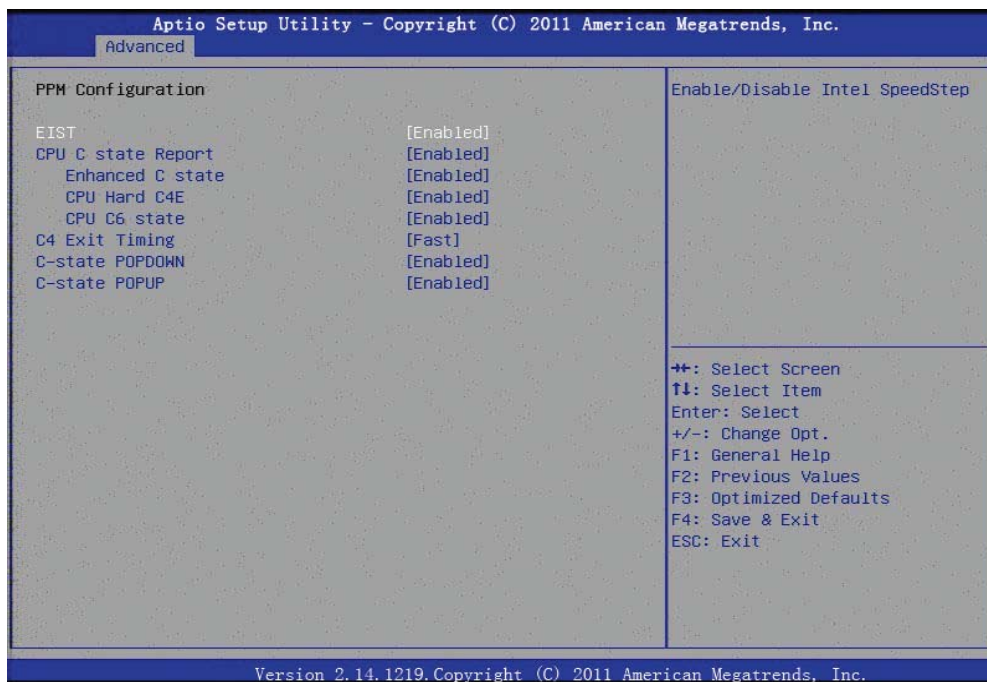 Aptio Setup Utility - Copyright (C) 2011 American Megatrends, Inc.
Advanced
PPM Configuration
EIST [Enabled]
CPU C state Report [Enabled]
Enhanced C state [Enabled]
CPU Hard C4E [Enabled]
CPU C6 state [Enabled]
C4 Exit Timing [Fast]
C-state POPDOWN [Enabled]
C-state POPUP [Enabled]
Enable/Disable Intel SpeedStep
→←: Select Screen
↑↓: Select Item
Enter: Select
+/-: Change Opt.
F1: General Help
F2: Previous Values
F3: Optimized Defaults
F4: Save & Exit
ESC: Exit
Version 2.14.1219.Copyright (C) 2011 American Megatrends, Inc.